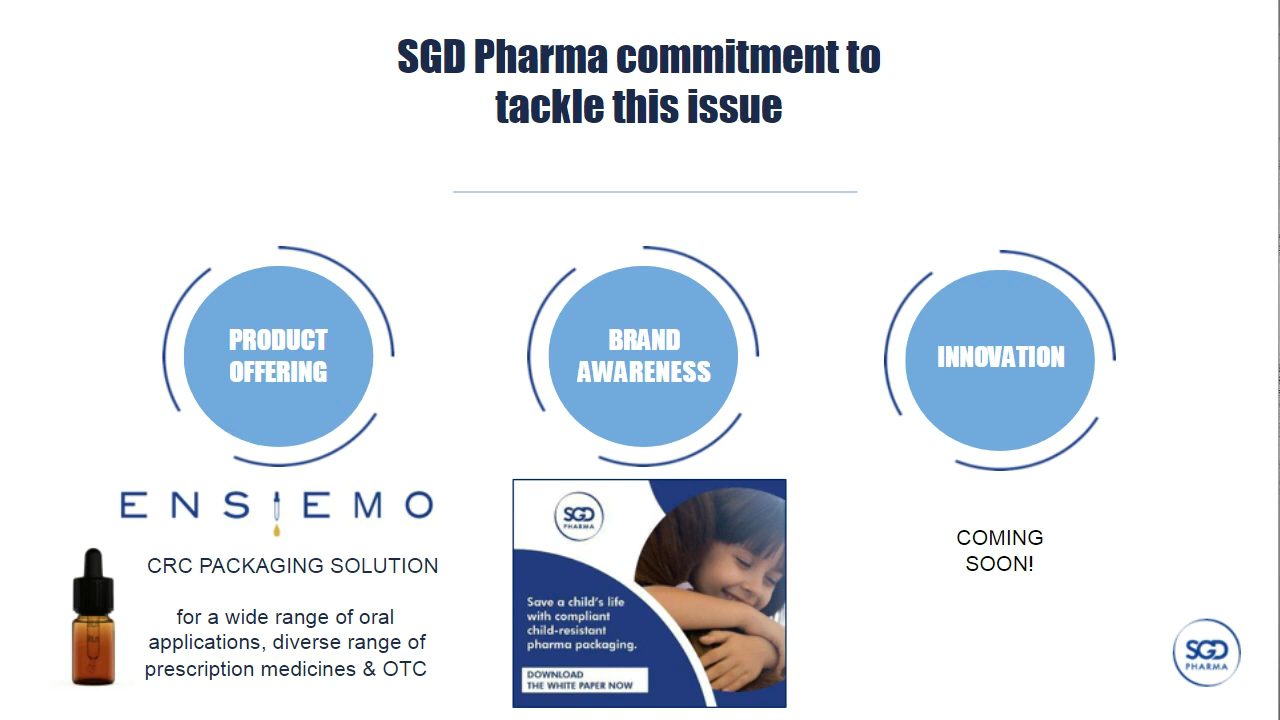 SGD Pharma commitment to
tackle this issue
PRODUCT
OFFERING
BRAND
AWARENESS
INNOVATION
ENSIEMO
CRC PACKAGING SOLUTION
for a wide range of oral
applications, diverse range of
prescription medicines & OTC
SGD
PHARMA
Save a child's life
with compliant
child-resistant
pharma packaging.
DOWNLOAD
THE WHITE PAPER NOW
COMING
SOON!
SGD
PHARMA